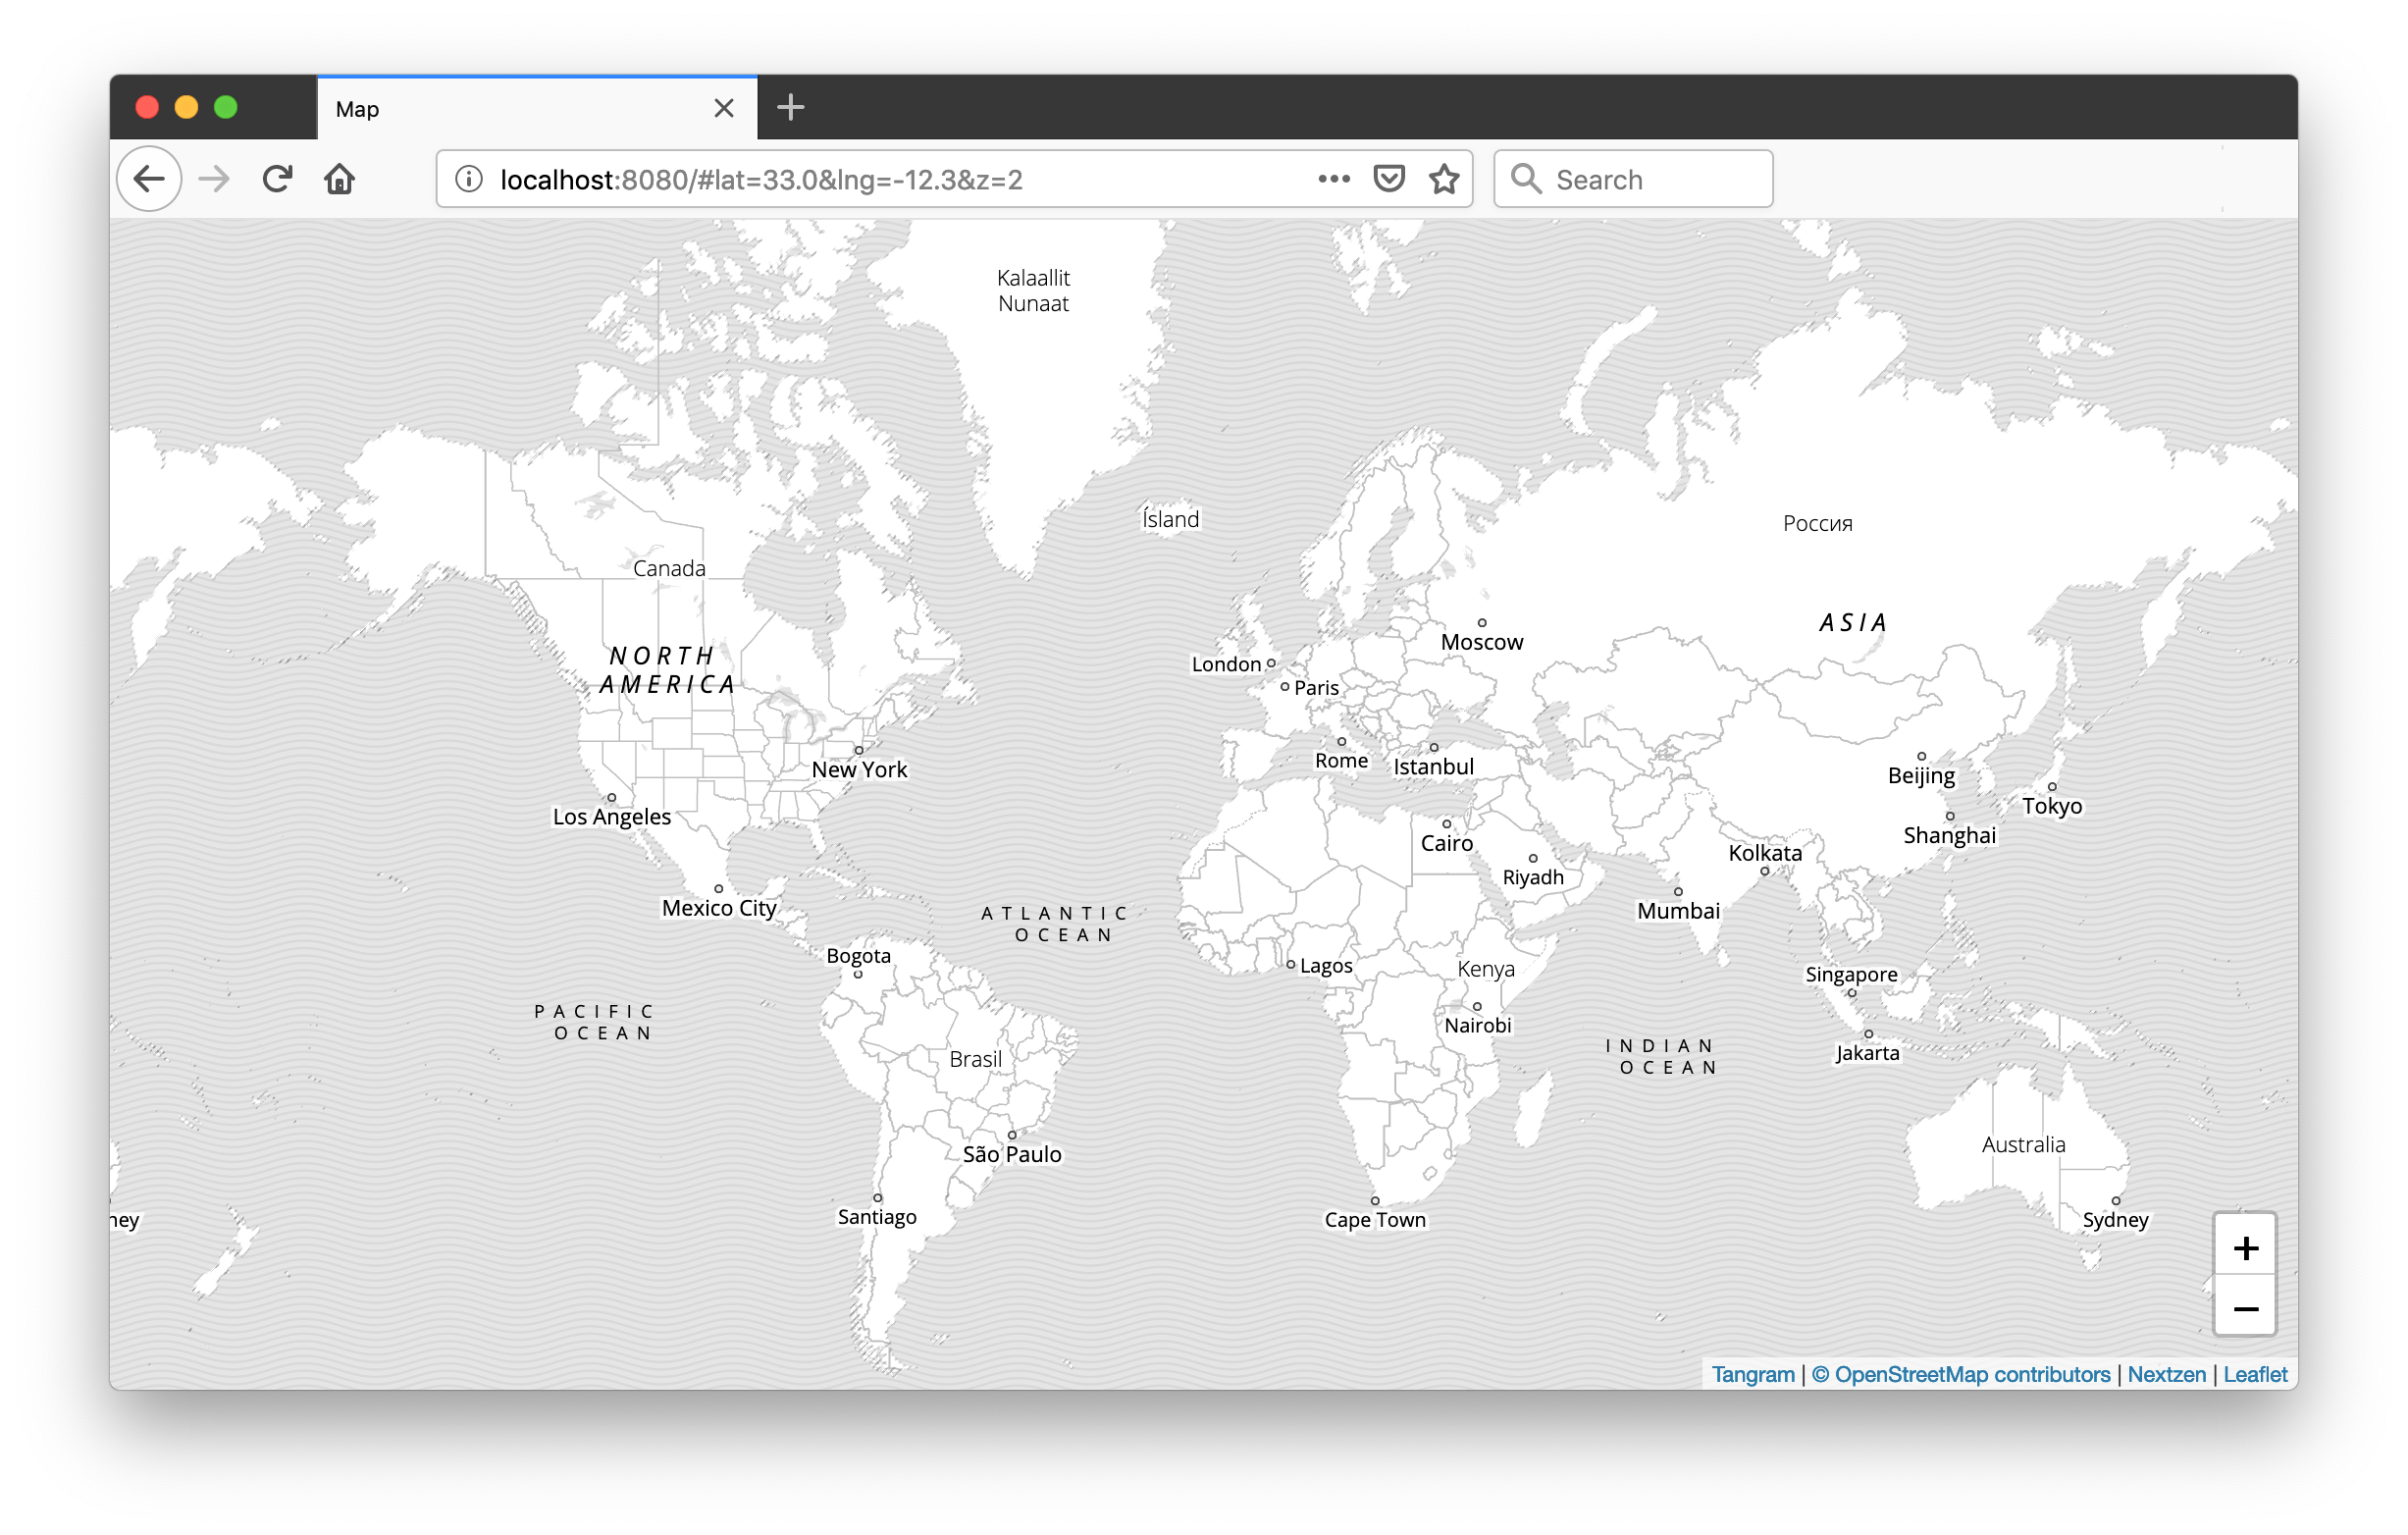 Map
localhost:8080/#lat=33.0&lng=-12.3&z=2
Search
Kalaallit
Nunaat
Ísland
Россия
Canada
ASIA
NORTH
AMERICA
Moscow
London
Paris
New York
Rome
Istanbul
Beijing
Tokyo
Los Angeles
Shanghai
Cairo
Kolkata
Riyadh
Mexico City
Mumbai
ATLANTIC
OCEAN
Bogota
Lagos
Kenya
Singapore
PACIFIC
OCEAN
Nairobi
INDIAN
OCEAN
Jakarta
Brasil
Australia
São Paulo
Santiago
ney
Cape Town
Sydney
+
−
Tangram | © OpenStreetMap contributors | Nextzen | Leaflet